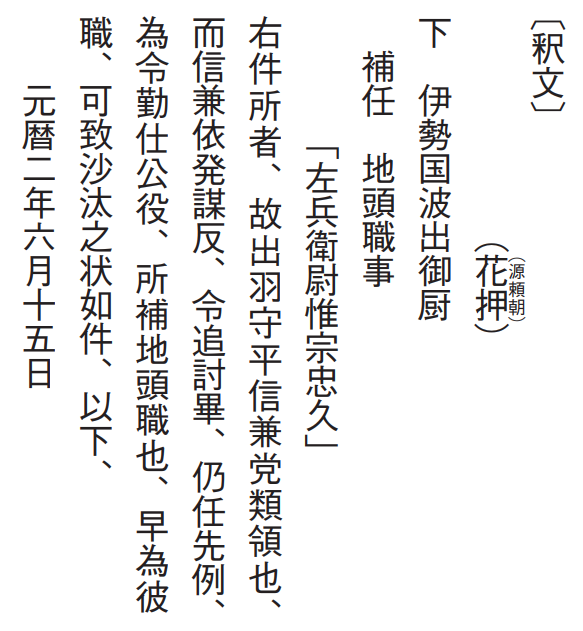 〔釈文〕
(源頼朝)
(花押)
下　伊勢国波出御厨
補任　地頭職事
「左兵衛尉惟宗忠久」
右件所者、故出羽守平信兼党類領也、
而信兼依発謀反、令追討畢、仍任先例、
為令勤仕公役、所補地頭職也、早為彼
職、可致沙汰之状如件、以下、
元暦二年六月十五日